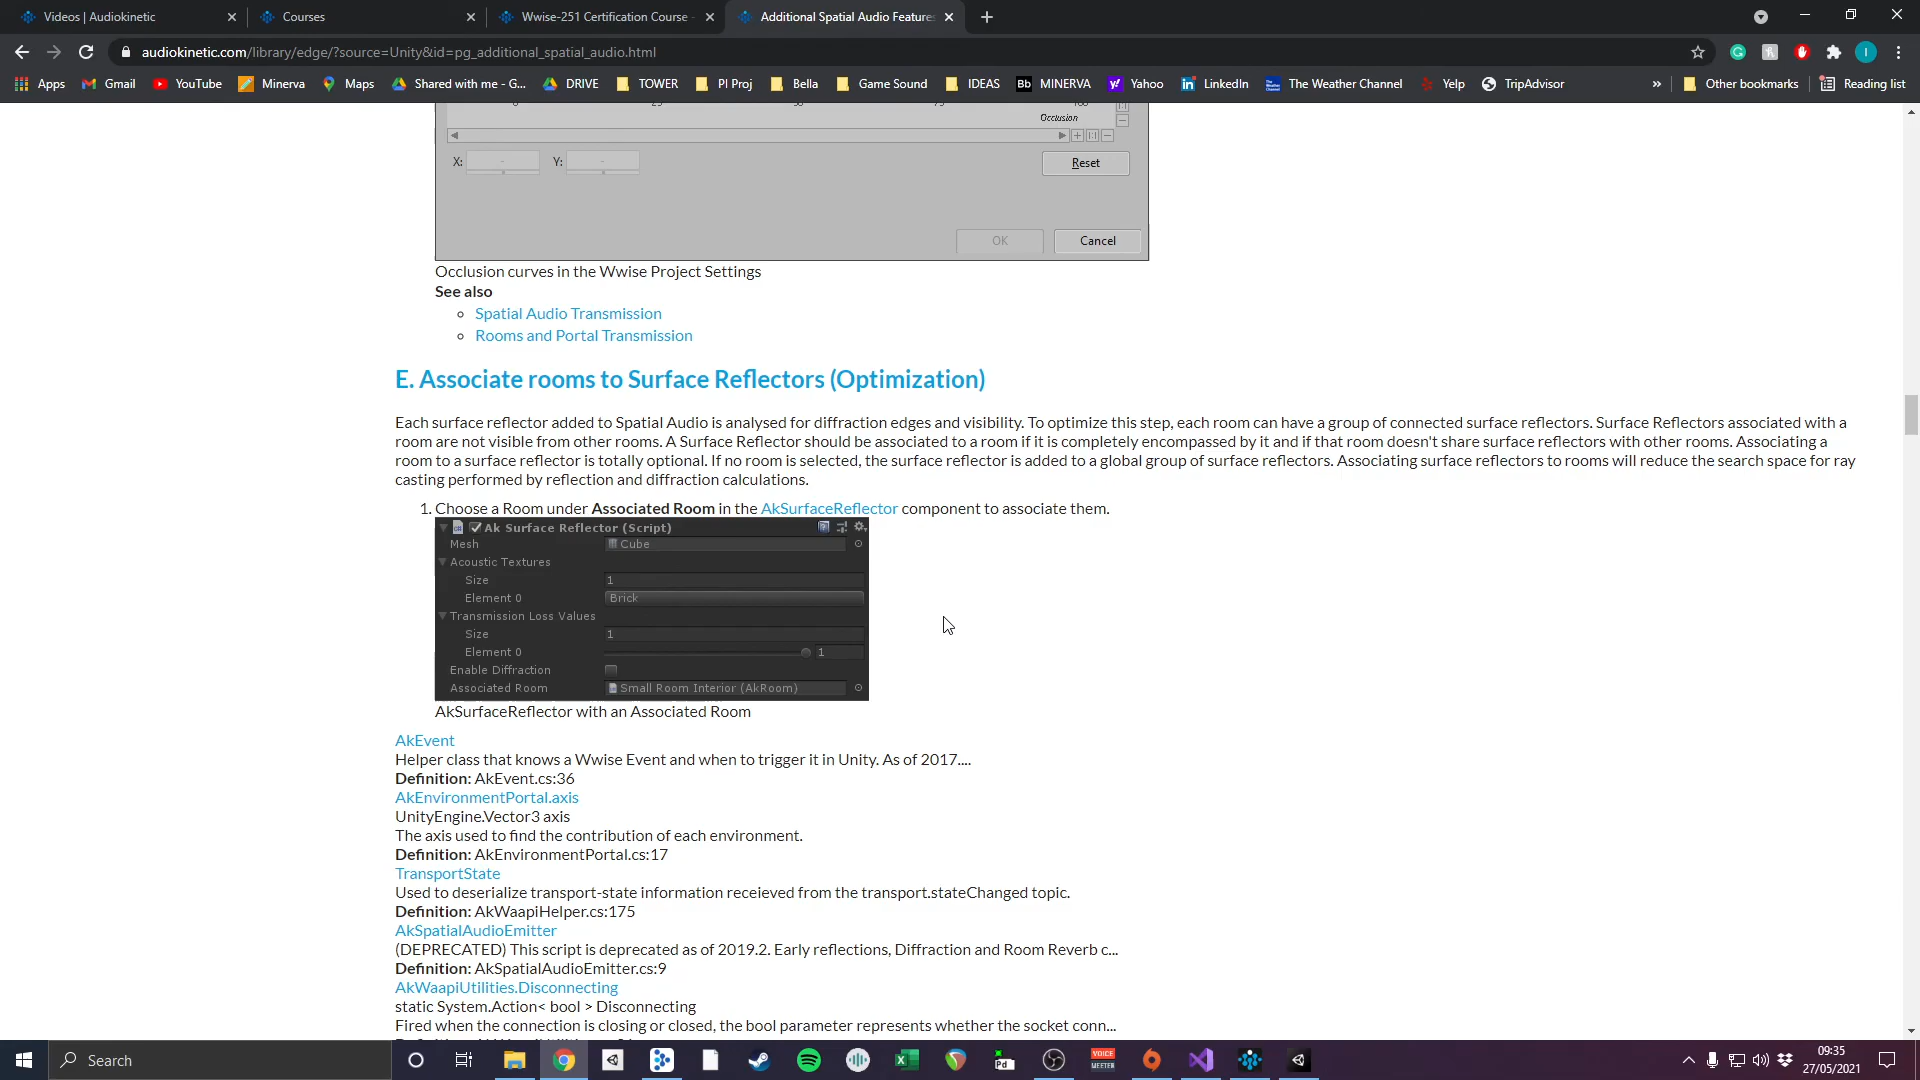 Videos | Audiokinetic
Courses
Wwise-251 Certification Course -
Additional Spatial Audio Features
audiokinetic.com/library/edge/?source=Unity&id=pg_additional_spatial_audio.html
Apps
Gmail
YouTube
Minerva
Maps
Shared with me - G...
DRIVE
TOWER
PI Proj
Bella
Game Sound
IDEAS
Bb MINERVA
Yahoo
LinkedIn
The Weather Channel
Yelp
TripAdvisor
»
Other bookmarks
Reading list
Occlusion
X: - Y: -
Reset
OK
Cancel
Occlusion curves in the Wwise Project Settings
See also
Spatial Audio Transmission
Rooms and Portal Transmission
E. Associate rooms to Surface Reflectors (Optimization)
Each surface reflector added to Spatial Audio is analysed for diffraction edges and visibility. To optimize this step, each room can have a group of connected surface reflectors. Surface Reflectors associated with a
room are not visible from other rooms. A Surface Reflector should be associated to a room if it is completely encompassed by it and if that room doesn't share surface reflectors with other rooms. Associating a
room to a surface reflector is totally optional. If no room is selected, the surface reflector is added to a global group of surface reflectors. Associating surface reflectors to rooms will reduce the search space for ray
casting performed by reflection and diffraction calculations.
1. Choose a Room under Associated Room in the AkSurfaceReflector component to associate them.
Ak Surface Reflector (Script)
Mesh Cube
Acoustic Textures
Size 1
Element 0 Brick
Transmission Loss Values
Size 1
Element 0 1
Enable Diffraction
Associated Room Small Room Interior (AkRoom)
AkSurfaceReflector with an Associated Room
AkEvent
Helper class that knows a Wwise Event and when to trigger it in Unity. As of 2017....
Definition: AkEvent.cs:36
AkEnvironmentPortal.axis
UnityEngine.Vector3 axis
The axis used to find the contribution of each environment.
Definition: AkEnvironmentPortal.cs:17
TransportState
Used to deserialize transport-state information receieved from the transport.stateChanged topic.
Definition: AkWaapiHelper.cs:175
AkSpatialAudioEmitter
(DEPRECATED) This script is deprecated as of 2019.2. Early reflections, Diffraction and Room Reverb c...
Definition: AkSpatialAudioEmitter.cs:9
AkWaapiUtilities.Disconnecting
static System.Action< bool > Disconnecting
Fired when the connection is closing or closed, the bool parameter represents whether the socket conn...
Search
Pd
VOICE
MEETER
09:35
27/05/2021